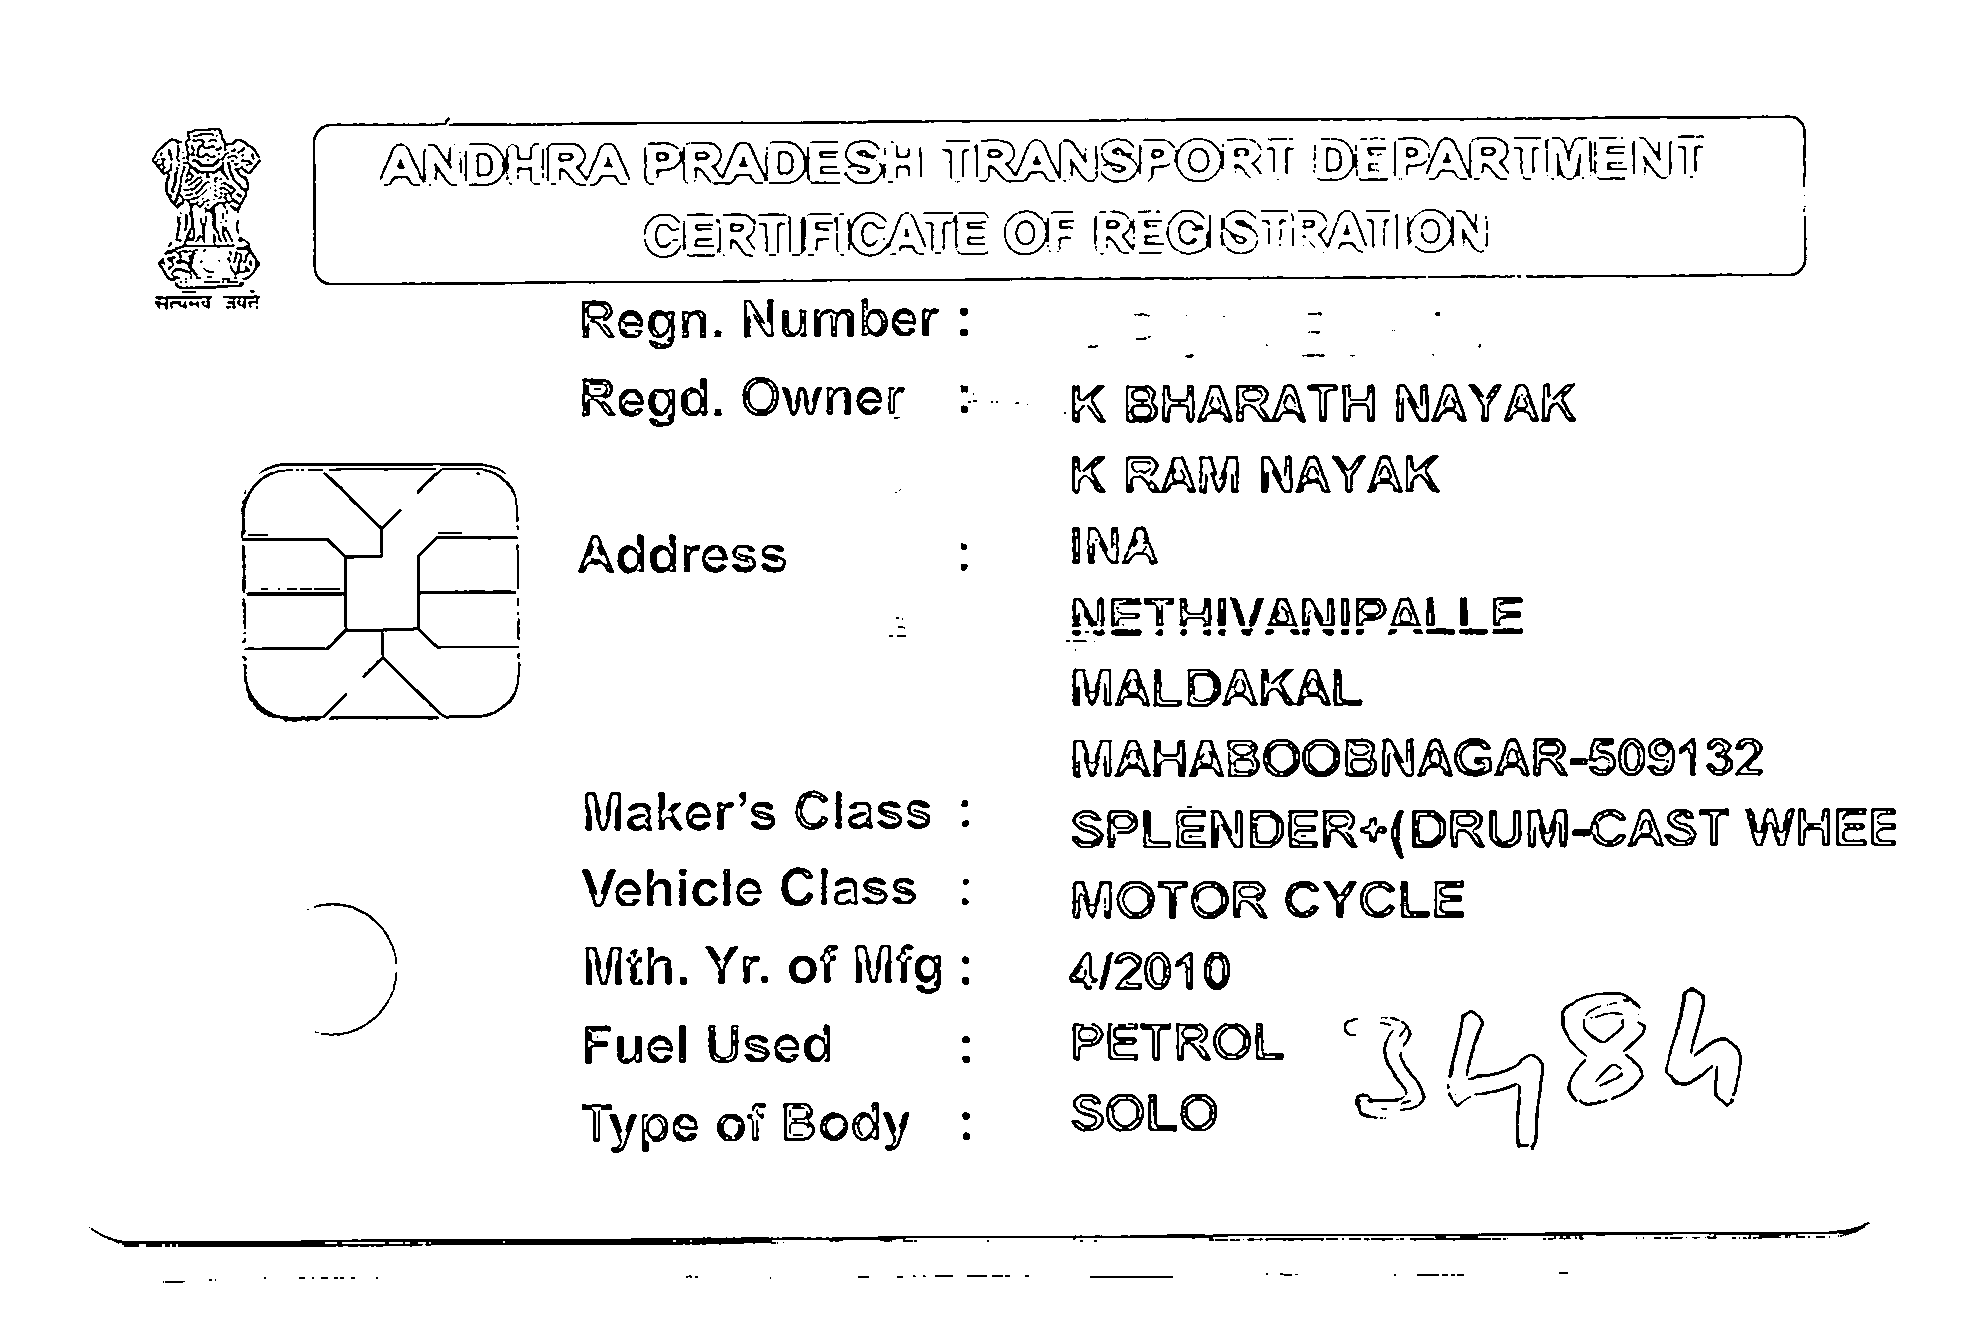 ANDHRA PRADESH TRANSPORT DEPARTMENT
CERTIFICATE OF REGISTRATION
सत्यमेव जयते
Regn. Number :
Regd. Owner : K BHARATH NAYAK
K RAM NAYAK
Address : INA
NETHIVANIPALLE
MALDAKAL
MAHABOOBNAGAR-509132
Maker's Class : SPLENDER+(DRUM-CAST WHEE
Vehicle Class : MOTOR CYCLE
Mth. Yr. of Mfg : 4/2010
Fuel Used : PETROL
Type of Body : SOLO
3484